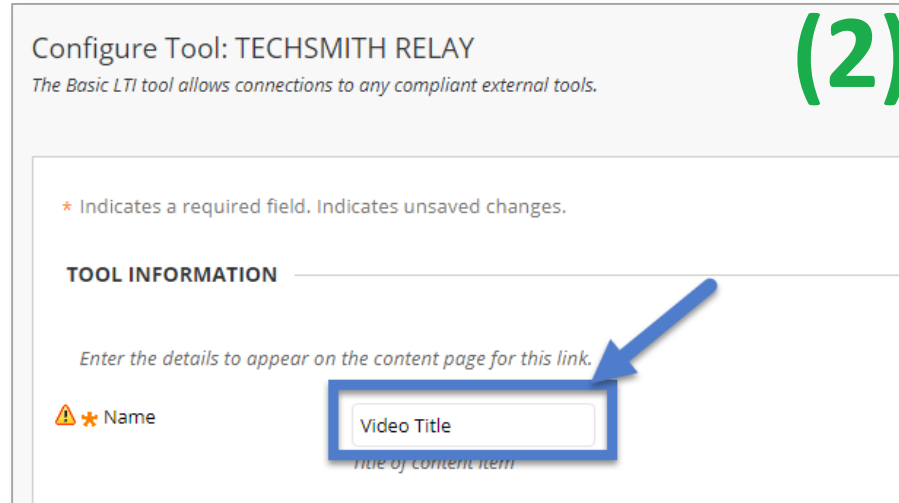 Configure Tool: TECHSMITH RELAY
(2)
The Basic LTI tool allows connections to any compliant external tools.
* Indicates a required field. Indicates unsaved changes.
TOOL INFORMATION
Enter the details to appear on the content page for this link.
* Name
Video Title
Title of content item